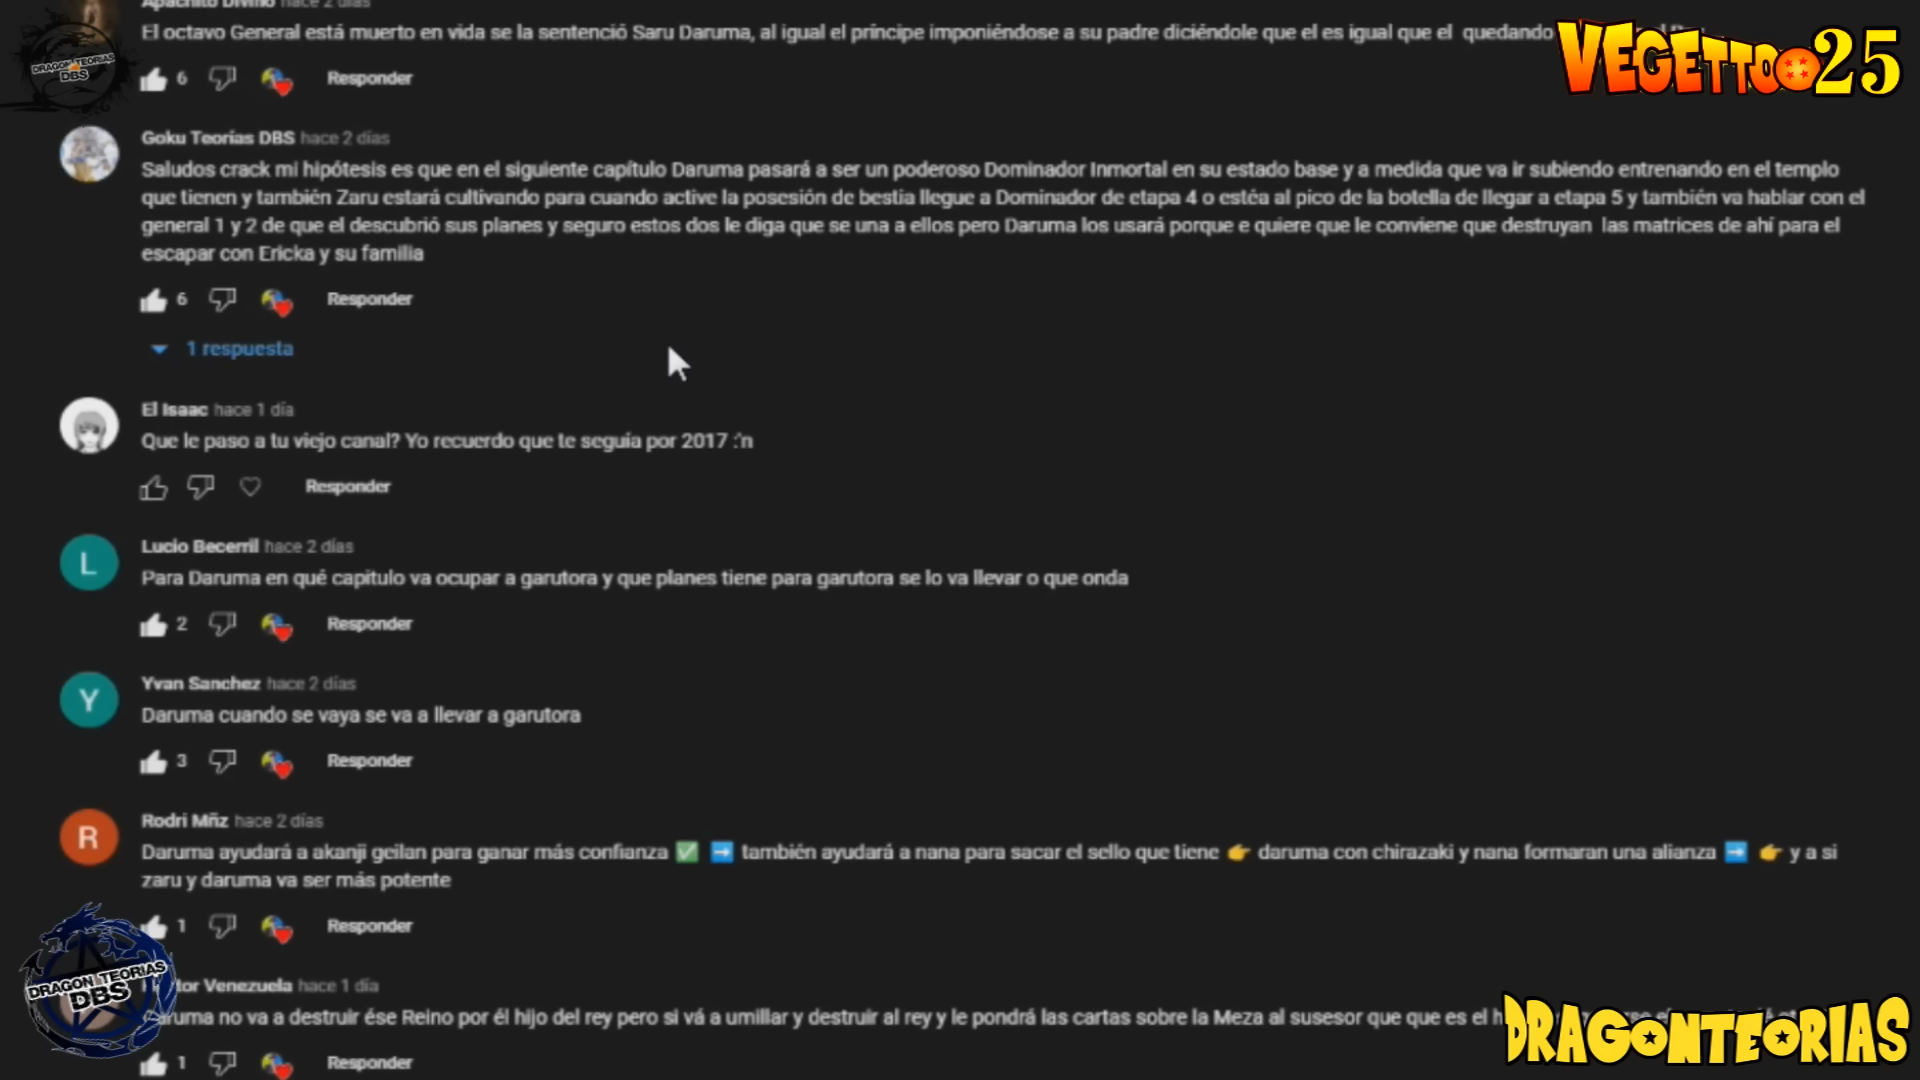 Apachito Divino hace 2 días
El octavo General está muerto en vida se la sentenció Saru Daruma, al igual el príncipe imponiéndose a su padre diciéndole que el es igual que el quedando
DRAGON TEORIAS
DBS
VEGETTO 25
6 Responder
Goku Teorías DBS hace 2 días
Saludos crack mi hipótesis es que en el siguiente capítulo Daruma pasará a ser un poderoso Dominador Inmortal en su estado base y a medida que va ir subiendo entrenando en el templo
que tienen y también Zaru estará cultivando para cuando active la posesión de bestia llegue a Dominador de etapa 4 o estéa al pico de la botella de llegar a etapa 5 y también va hablar con el
general 1 y 2 de que el descubrió sus planes y seguro estos dos le diga que se una a ellos pero Daruma los usará porque e quiere que le conviene que destruyan las matrices de ahí para el
escapar con Ericka y su familia
6 Responder
1 respuesta
El Isaac hace 1 día
Que le paso a tu viejo canal? Yo recuerdo que te seguía por 2017 :'n
Responder
L
Lucio Becerril hace 2 días
Para Daruma en qué capitulo va ocupar a garutora y que planes tiene para garutora se lo va llevar o que onda
2 Responder
Y
Yvan Sanchez hace 2 días
Daruma cuando se vaya se va a llevar a garutora
3 Responder
R
Rodri Mñz hace 2 días
Daruma ayudará a akanji geilan para ganar más confianza ✅ ➡️ también ayudará a nana para sacar el sello que tiene 👉 daruma con chirazaki y nana formaran una alianza ➡️ 👉 y a si
zaru y daruma va ser más potente
1 Responder
DRAGON TEORIAS
DBS
tor Venezuela hace 1 día
aruma no va a destruir ése Reino por él hijo del rey pero si vá a umillar y destruir al rey y le pondrá las cartas sobre la Meza al susesor que que es el
DRAGONTEORIAS
1 Responder